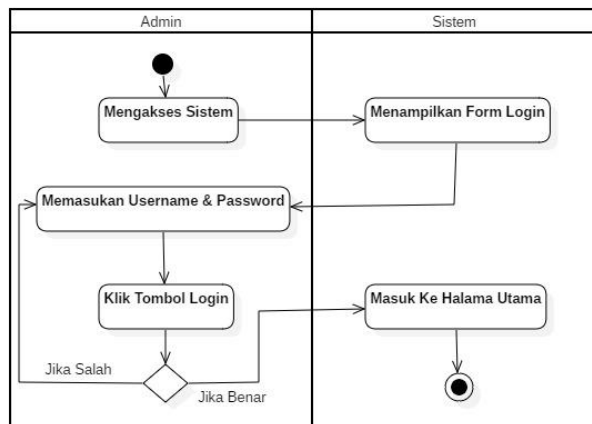 Admin
Sistem
Mengakses Sistem
Menampilkan Form Login
Memasukan Username & Password
Klik Tombol Login
Masuk Ke Halama Utama
Jika Salah
Jika Benar